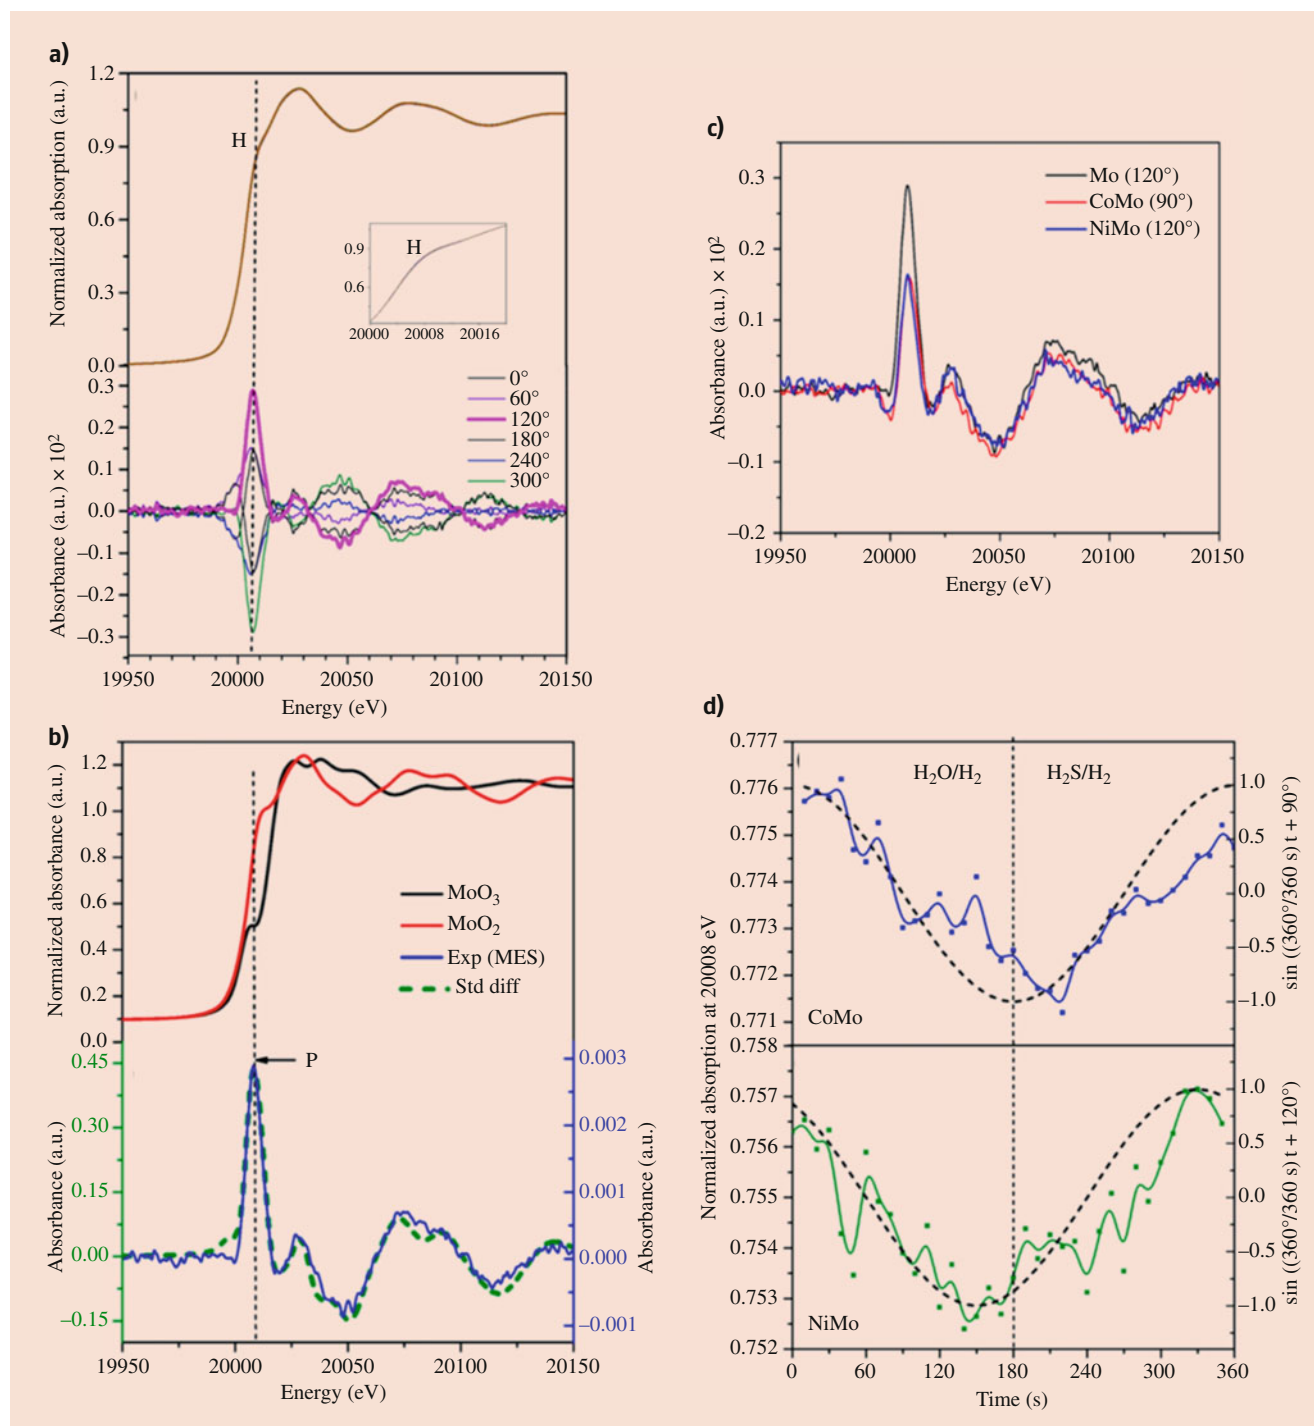 a)
1.2
0.9
0.6
0.3
0.0
Normalized absorption (a.u.)
H
H
0.9
0.6
20000
20008
20016
0.3
0.2
0.1
0.0
–0.1
–0.2
–0.3
Absorbance (a.u.) × 10²
0°
60°
120°
180°
240°
300°
19950
20000
20050
20100
20150
Energy (eV)
b)
1.2
1.0
0.8
0.6
0.4
0.2
0.0
Normalized absorbance (a.u.)
MoO₃
MoO₂
Exp (MES)
Std diff
P
0.45
0.30
0.15
0.00
–0.15
Absorbance (a.u.)
0.003
0.002
0.001
0.000
–0.001
Absorbance (a.u.)
19950
20000
20050
20100
20150
Energy (eV)
c)
0.3
0.2
0.1
0.0
–0.1
–0.2
Absorbance (a.u.) × 10²
Mo (120°)
CoMo (90°)
NiMo (120°)
19950
20000
20050
20100
20150
Energy (eV)
d)
0.777
0.776
0.775
0.774
0.773
0.772
0.771
0.758
0.757
0.756
0.755
0.754
0.753
0.752
Normalized absorption at 20008 eV
H₂O/H₂
H₂S/H₂
CoMo
NiMo
1.0
0.5
0.0
–0.5
–1.0
sin ((360°/360 s) t + 90°)
1.0
0.5
0.0
–0.5
–1.0
sin ((360°/360 s) t + 120°)
0
60
120
180
240
300
360
Time (s)